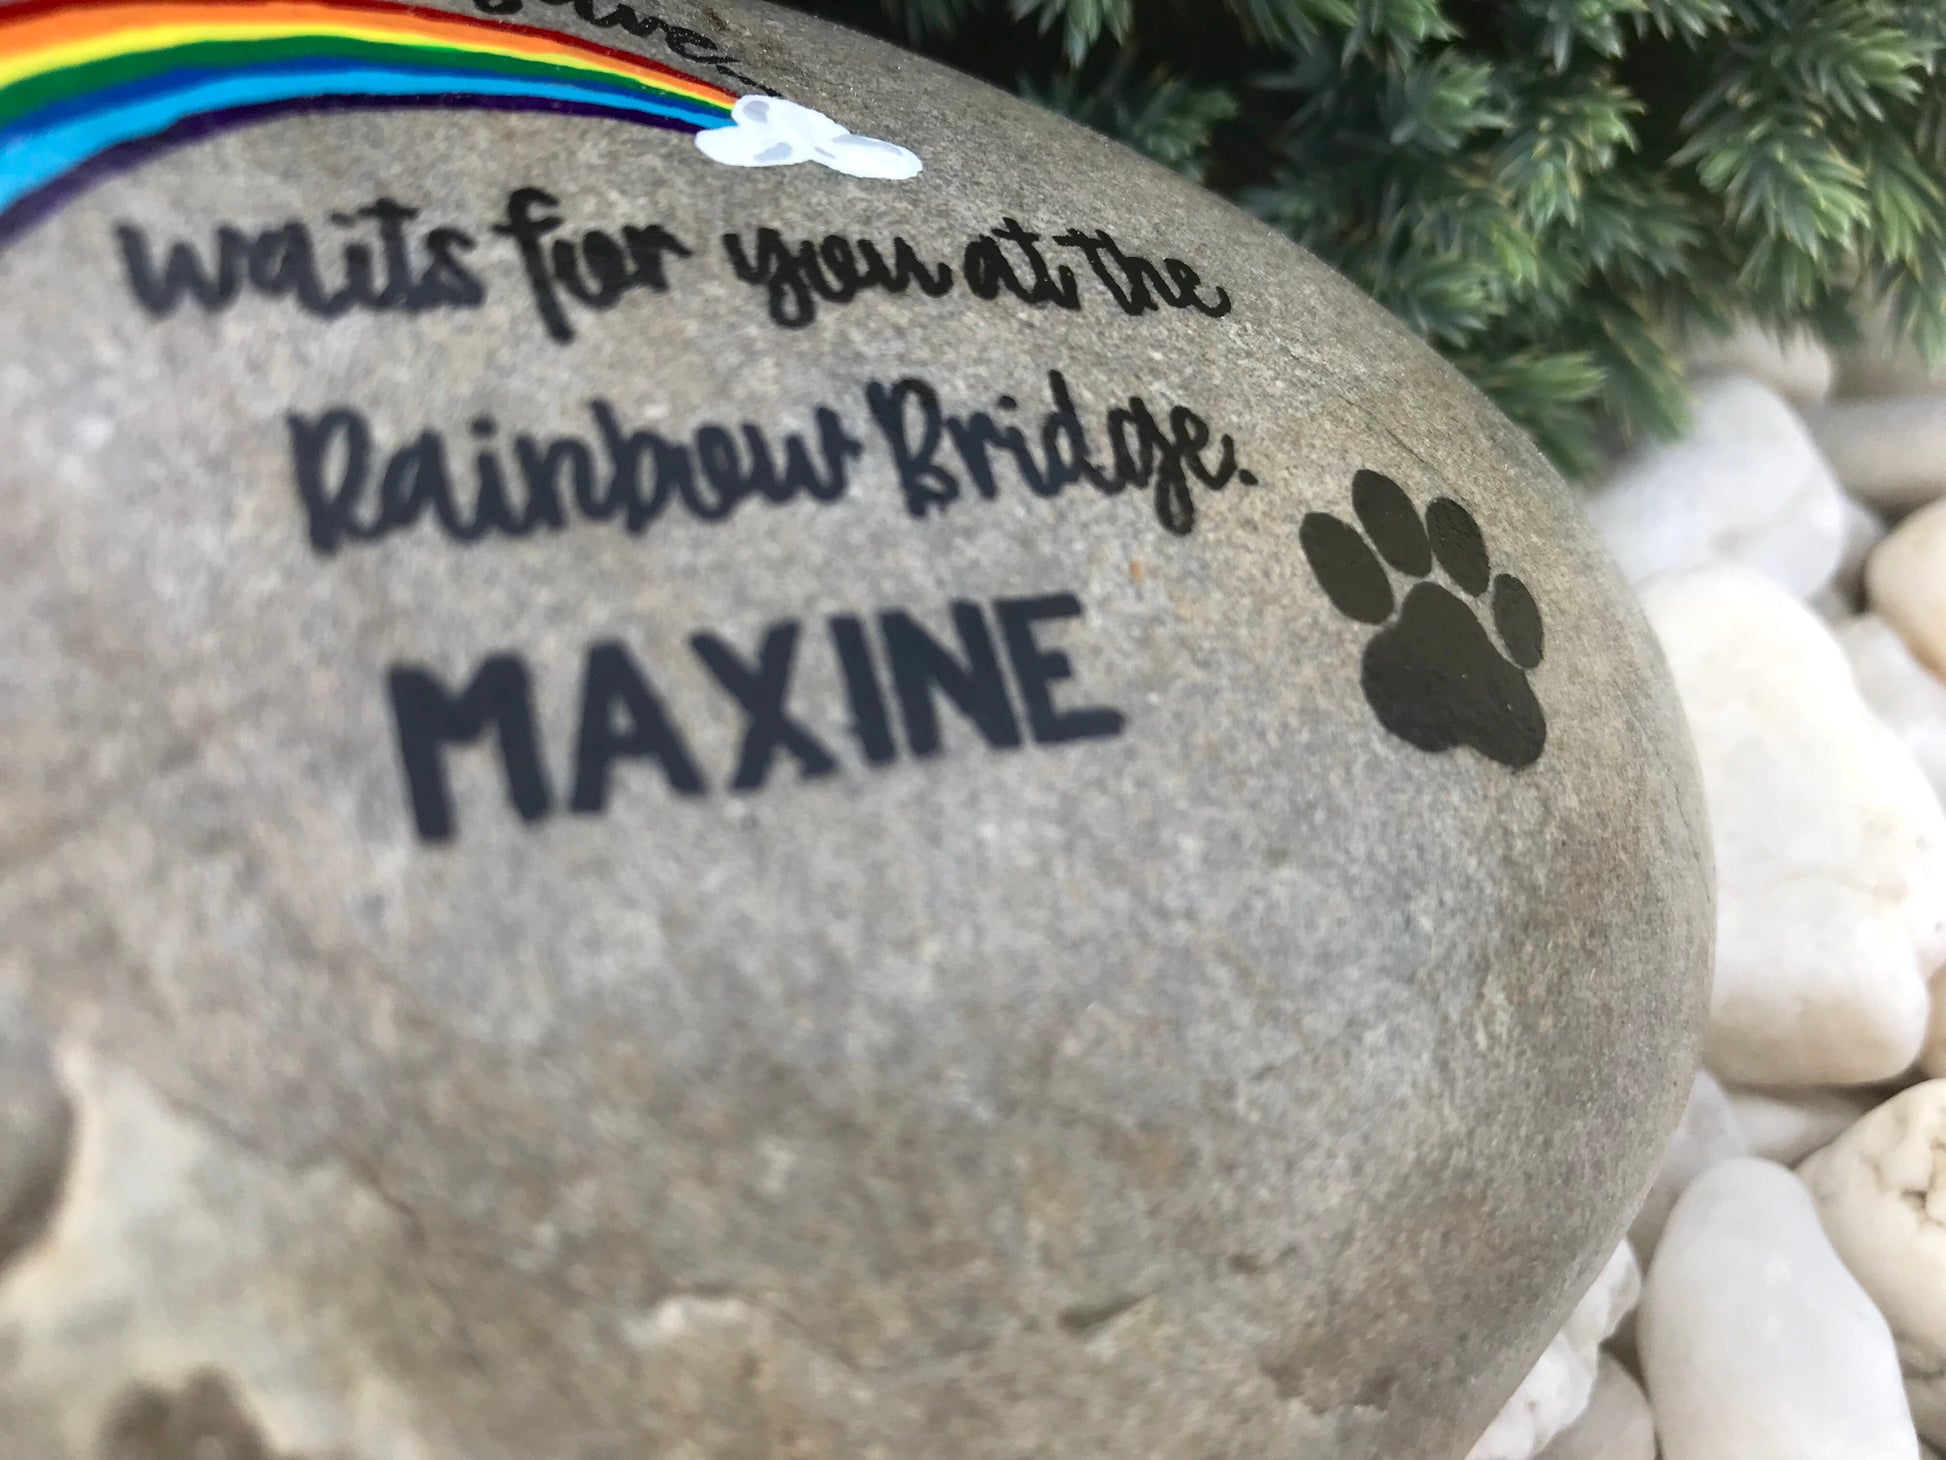 waits for you at the
Rainbow Bridge.
MAXINE